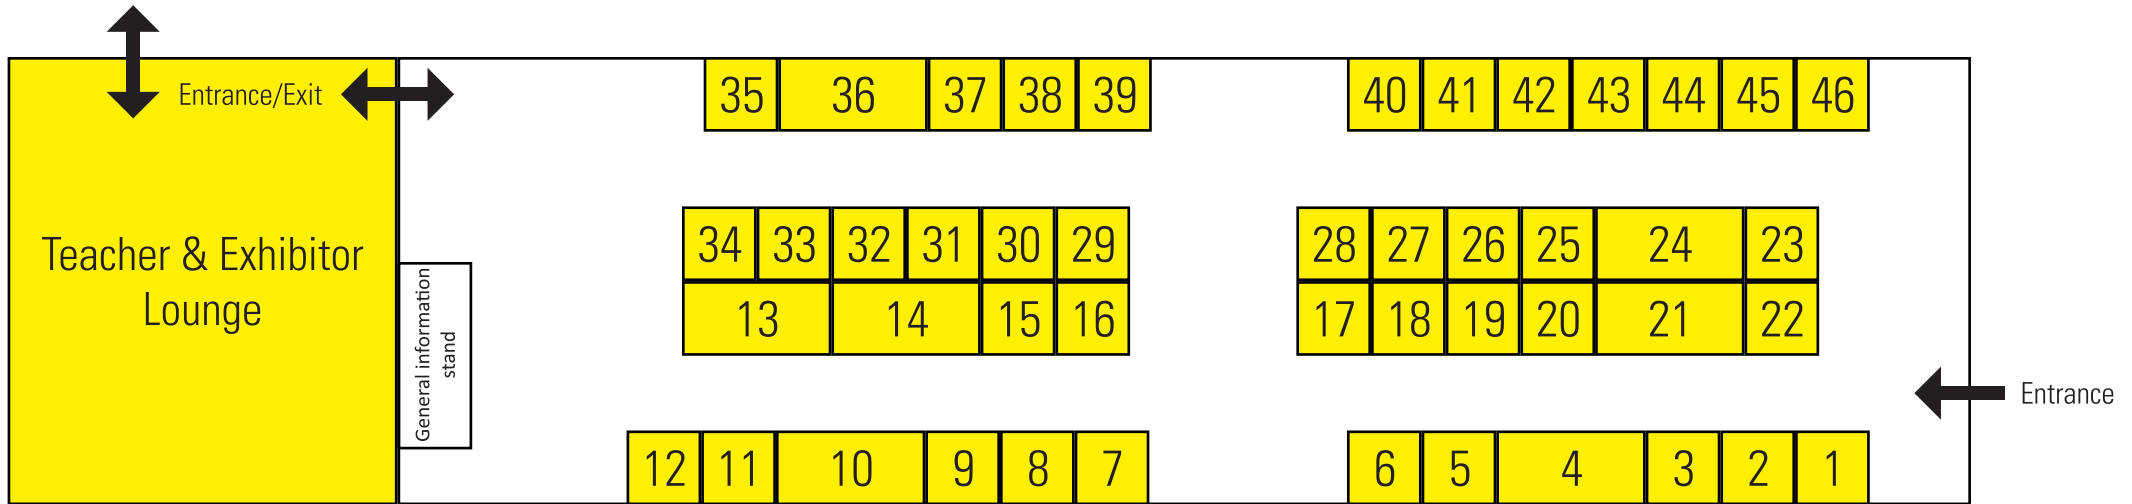 35 36 37 38 39 40 41 42 43 44 45 46
Entrance/Exit
34 33 32 31 30 29 28 27 26 25 24 23
Teacher & Exhibitor
Lounge
General information
stand
13 14 15 16 17 18 19 20 21 22
Entrance
12 11 10 9 8 7 6 5 4 3 2 1